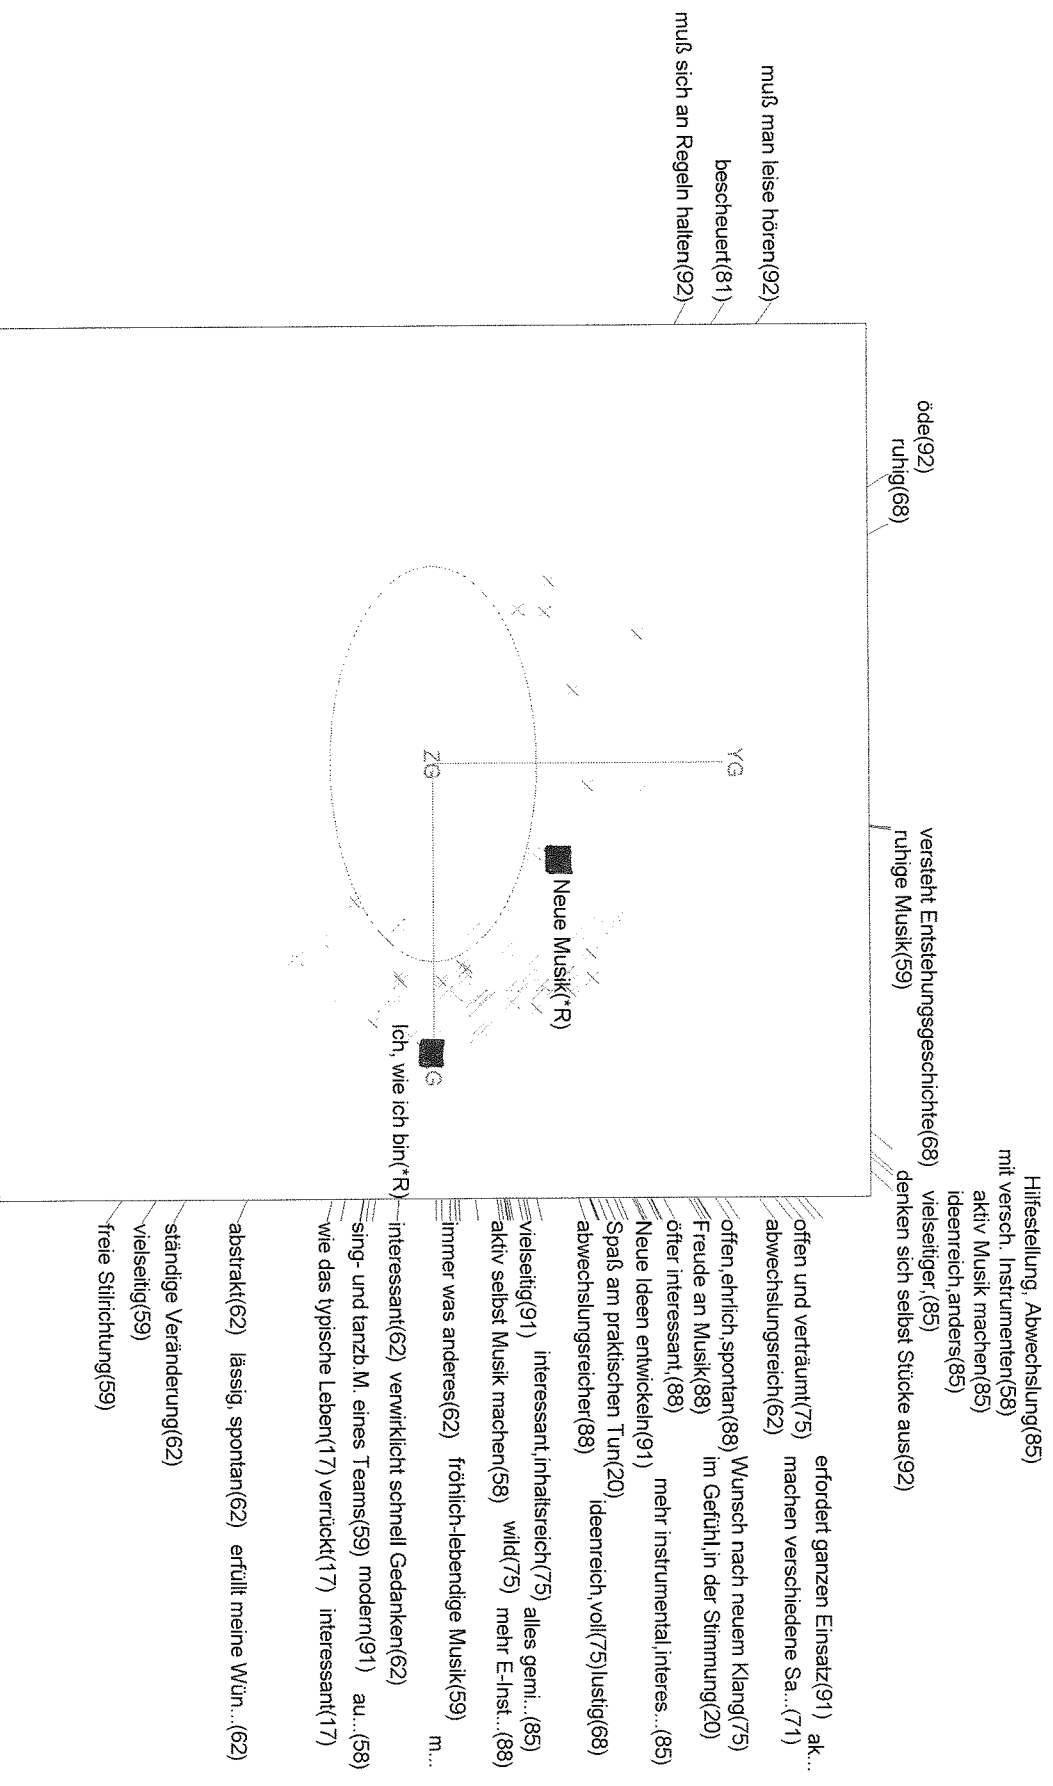 Hilfestellung, Abwechslung(85)
mit versch. Instrumenten(58)
aktiv Musik machen(85)
ideenreich,anders(85)
öde(92)
versteht Entstehungsgeschichte(68)
vielseitiger,(85)
ruhig(68)
ruhige Musik(59)
denken sich selbst Stücke aus(92)
muß man leise hören(92)
bescheuert(81)
muß sich an Regeln halten(92)
YG
Neue Musik(*R)
ZG
G
Ich, wie ich bin(*R)
erfordert ganzen Einsatz(91) ak...
offen und verträumt(75)
machen verschiedene Sa...(71)
abwechslungsreich(62)
offen,ehrlich,spontan(88) Wunsch nach neuem Klang(75)
Freude an Musik(88) im Gefühl,in der Stimmung(20)
öfter interessant,(88) mehr instrumental,interes...(85)
Neue Ideen entwickeln(91)
Spaß am praktischen Tun(20)
ideenreich,voll(75) lustig(68)
abwechslungsreicher(88)
interessant,inhaltsreich(75) alles gemi...(85)
vielseitig(91)
aktiv selbst Musik machen(58) wild(75) mehr E-Inst...(88)
immer was anderes(62) fröhlich-lebendige Musik(59) m...
interessant(62) verwirklicht schnell Gedanken(62)
sing- und tanzb.M. eines Teams(59) modern(91) au...(58)
wie das typische Leben(17) verrückt(17) interessant(17)
abstrakt(62) lässig, spontan(62) erfüllt meine Wün...(62)
ständige Veränderung(62)
vielseitig(59)
freie Stilrichtung(59)